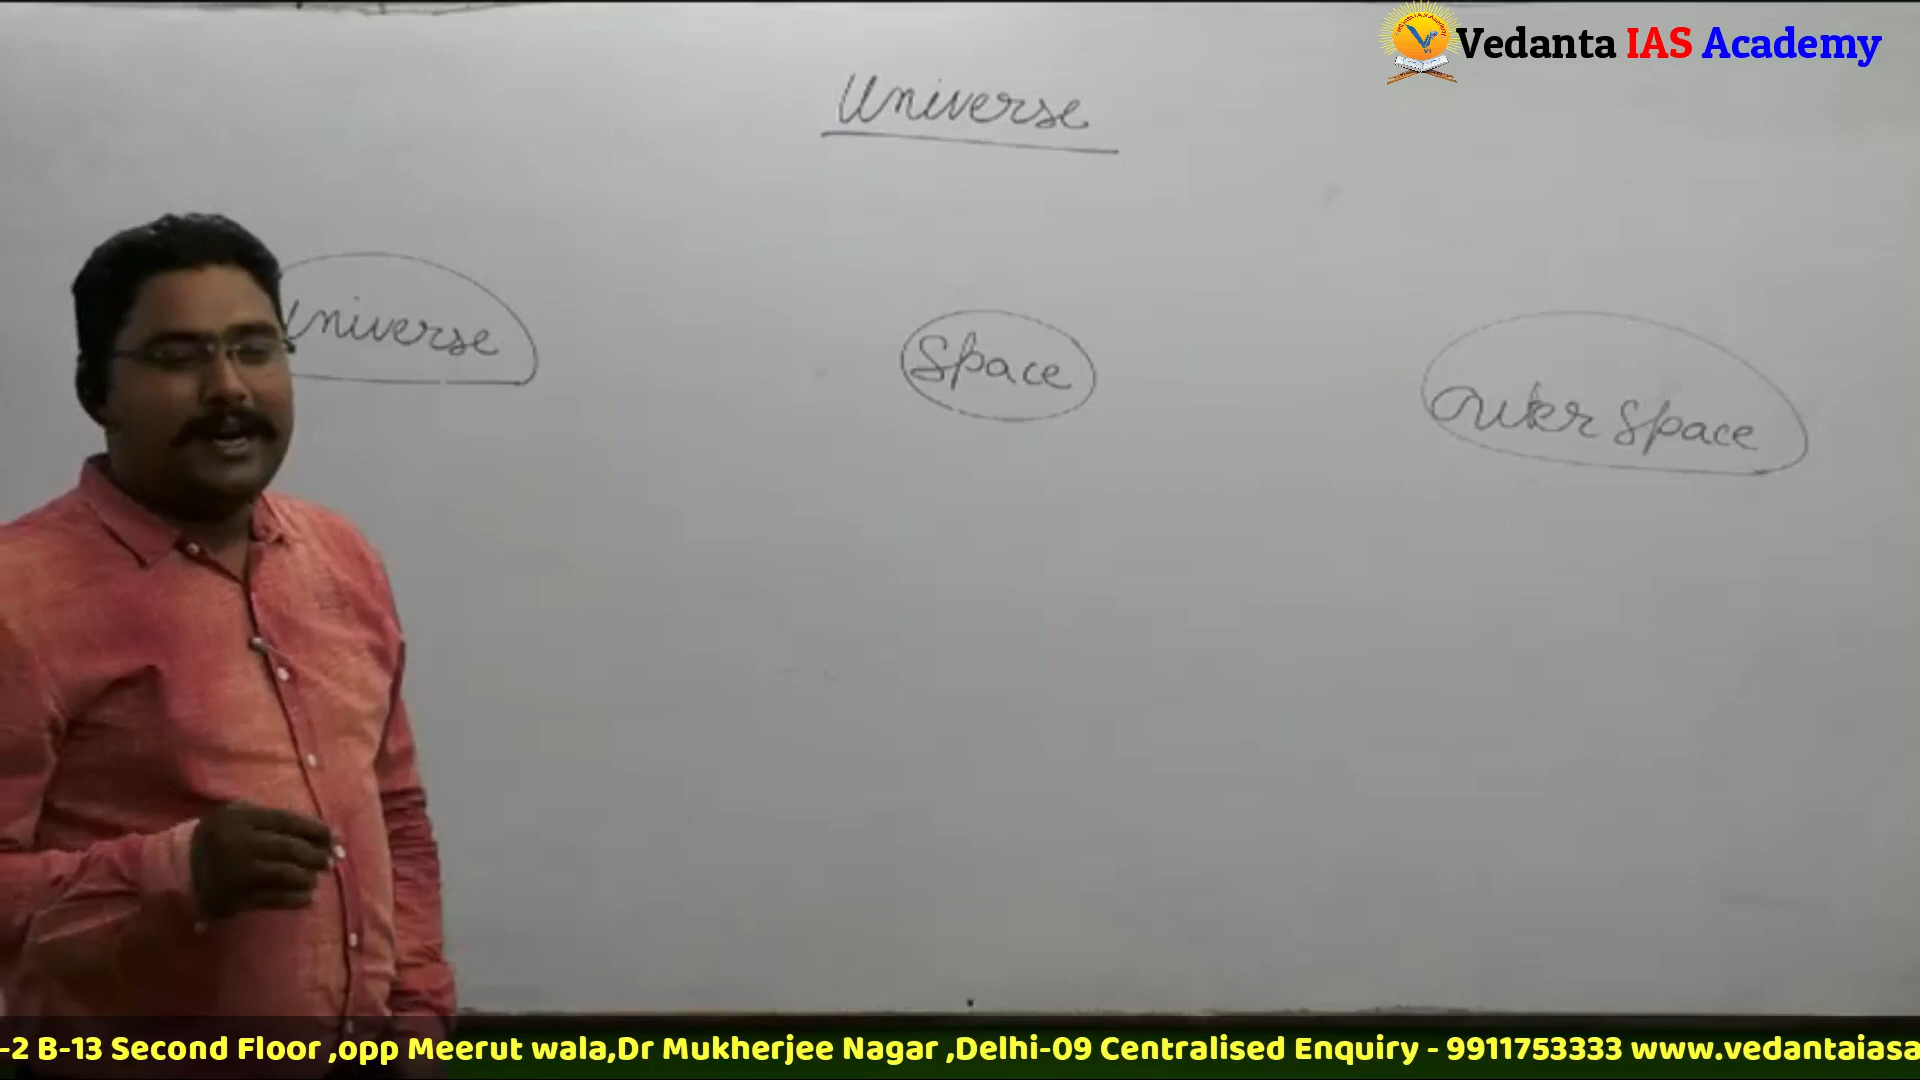 Vedanta IAS Academy
Universe
Universe
Space
outer space
-2 B-13 Second Floor ,opp Meerut wala,Dr Mukherjee Nagar ,Delhi-09 Centralised Enquiry - 9911753333 www.vedantaiasa